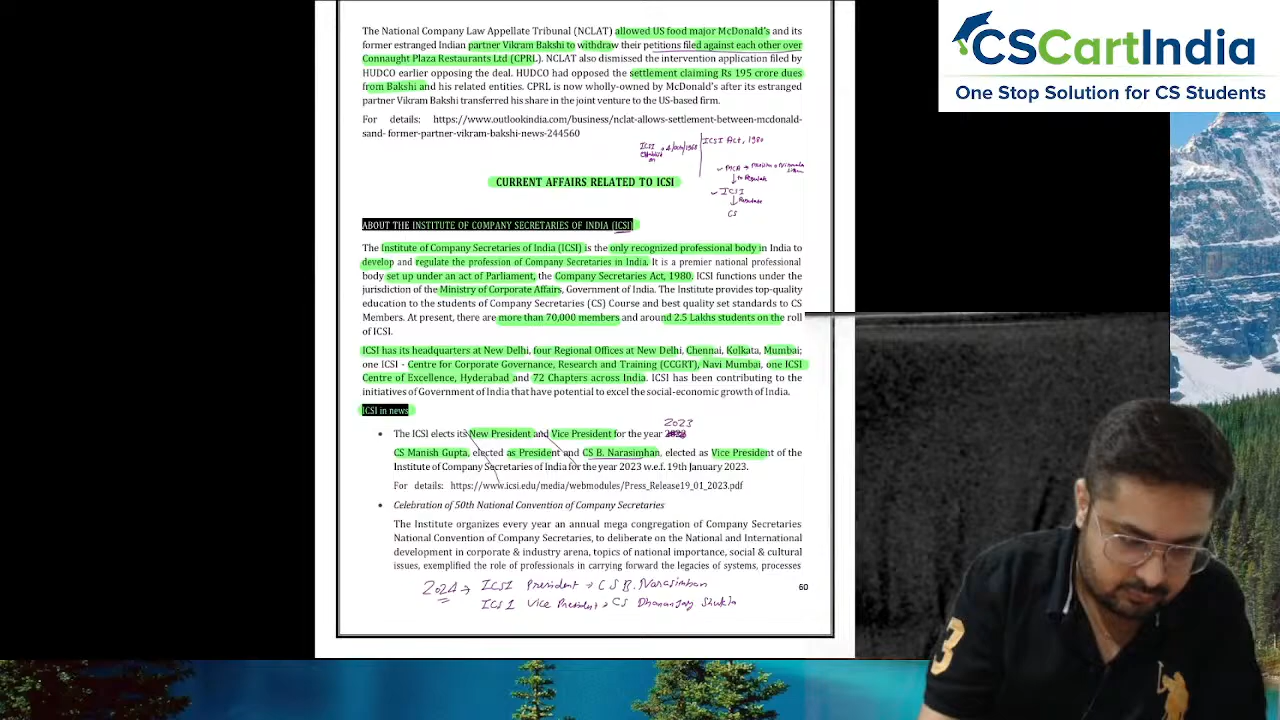 The National Company Law Appellate Tribunal (NCLAT) allowed US food major McDonald's and its
former estranged Indian partner Vikram Bakshi to withdraw their petitions filed against each other over
Connaught Plaza Restaurants Ltd (CPRL). NCLAT also dismissed the intervention application filed by
HUDCO earlier opposing the deal. HUDCO had opposed the settlement claiming Rs 195 crore dues
from Bakshi and his related entities. CPRL is now wholly-owned by McDonald's after its estranged
partner Vikram Bakshi transferred his share in the joint venture to the US-based firm.
For details: https://www.outlookindia.com/business/nclat-allows-settlement-between-mcdonald-
sand- former-partner-vikram-bakshi-news-244560
ICSI → 4/Oct/1968
ICSI Act, 1980
MCA →
to Regulate
ICSI
Regulate
CS
CURRENT AFFAIRS RELATED TO ICSI
ABOUT THE INSTITUTE OF COMPANY SECRETARIES OF INDIA (ICSI)
The Institute of Company Secretaries of India (ICSI) is the only recognized professional body in India to
develop and regulate the profession of Company Secretaries in India. It is a premier national professional
body set up under an act of Parliament, the Company Secretaries Act, 1980. ICSI functions under the
jurisdiction of the Ministry of Corporate Affairs, Government of India. The Institute provides top-quality
education to the students of Company Secretaries (CS) Course and best quality set standards to CS
Members. At present, there are more than 70,000 members and around 2.5 Lakhs students on the roll
of ICSI.
ICSI has its headquarters at New Delhi, four Regional Offices at New Delhi, Chennai, Kolkata, Mumbai;
one ICSI - Centre for Corporate Governance, Research and Training (CCGRT), Navi Mumbai, one ICSI
Centre of Excellence, Hyderabad and 72 Chapters across India. ICSI has been contributing to the
initiatives of Government of India that have potential to excel the social-economic growth of India.
ICSI in news
2023
• The ICSI elects its New President and Vice President for the year
CS Manish Gupta, elected as President and CS B. Narasimhan, elected as Vice President of the
Institute of Company Secretaries of India for the year 2023 w.e.f. 19th January 2023.
For details: https://www.icsi.edu/media/webmodules/Press_Release19_01_2023.pdf
• Celebration of 50th National Convention of Company Secretaries
The Institute organizes every year an annual mega congregation of Company Secretaries
National Convention of Company Secretaries, to deliberate on the National and International
development in corporate & industry arena, topics of national importance, social & cultural
issues, exemplified the role of professionals in carrying forward the legacies of systems, processes
2024 → ICSI President → CS B. Narasimhan
ICSI Vice President → CS Dhananjay Shukla
60
CSCartIndia
One Stop Solution for CS Students
3